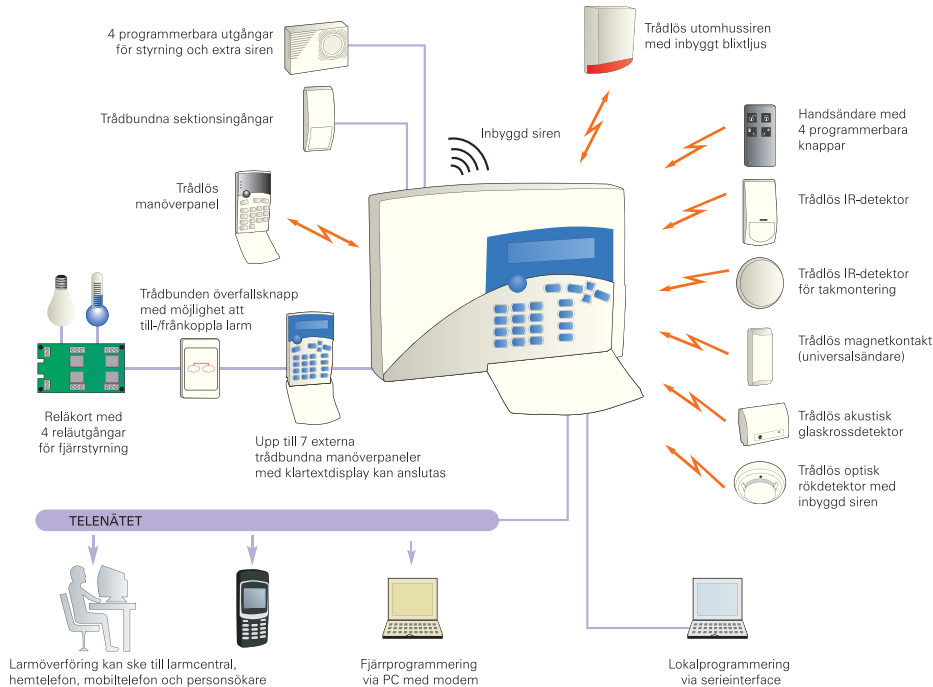 4 programmerbara utgångar
för styrning och extra siren
Trådlös utomhussiren
med inbyggt blixtljus
Trådbundna sektionsingångar
Inbyggd siren
Handsändare med
4 programmerbara
knappar
Trådlös
manöverpanel
Trådlös IR-detektor
Trådlös IR-detektor
för takmontering
Trådbunden överfallsknapp
med möjlighet att
till-/frånkoppla larm
Trådlös magnetkontakt
(universalsändare)
Reläkort med
4 reläutgångar
för fjärrstyrning
Trådlös akustisk
glaskrossdetektor
Upp till 7 externa
trådbundna manöverpaneler
med klartextdisplay kan anslutas
Trådlös optisk
rökdetektor med
inbyggd siren
TELENÄTET
Larmöverföring kan ske till larmcentral,
hemtelefon, mobiltelefon och personsökare
Fjärrprogrammering
via PC med modem
Lokalprogrammering
via serieinterface